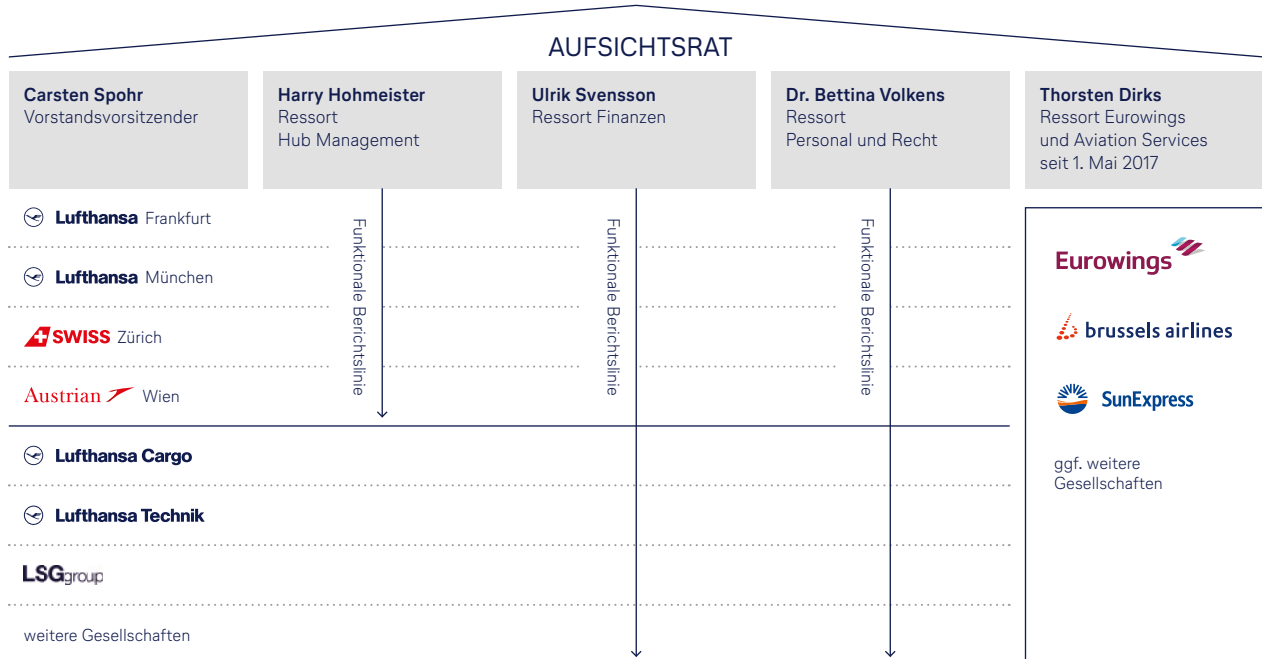 AUFSICHTSRAT
Carsten Spohr
Vorstandsvorsitzender
Harry Hohmeister
Ressort
Hub Management
Ulrik Svensson
Ressort Finanzen
Dr. Bettina Volkens
Ressort
Personal und Recht
Thorsten Dirks
Ressort Eurowings
und Aviation Services
seit 1. Mai 2017
Lufthansa Frankfurt
Lufthansa München
SWISS Zürich
Austrian Wien
Lufthansa Cargo
Lufthansa Technik
LSGgroup
weitere Gesellschaften
Funktionale Berichtslinie
Funktionale Berichtslinie
Funktionale Berichtslinie
Eurowings
brussels airlines
SunExpress
ggf. weitere
Gesellschaften